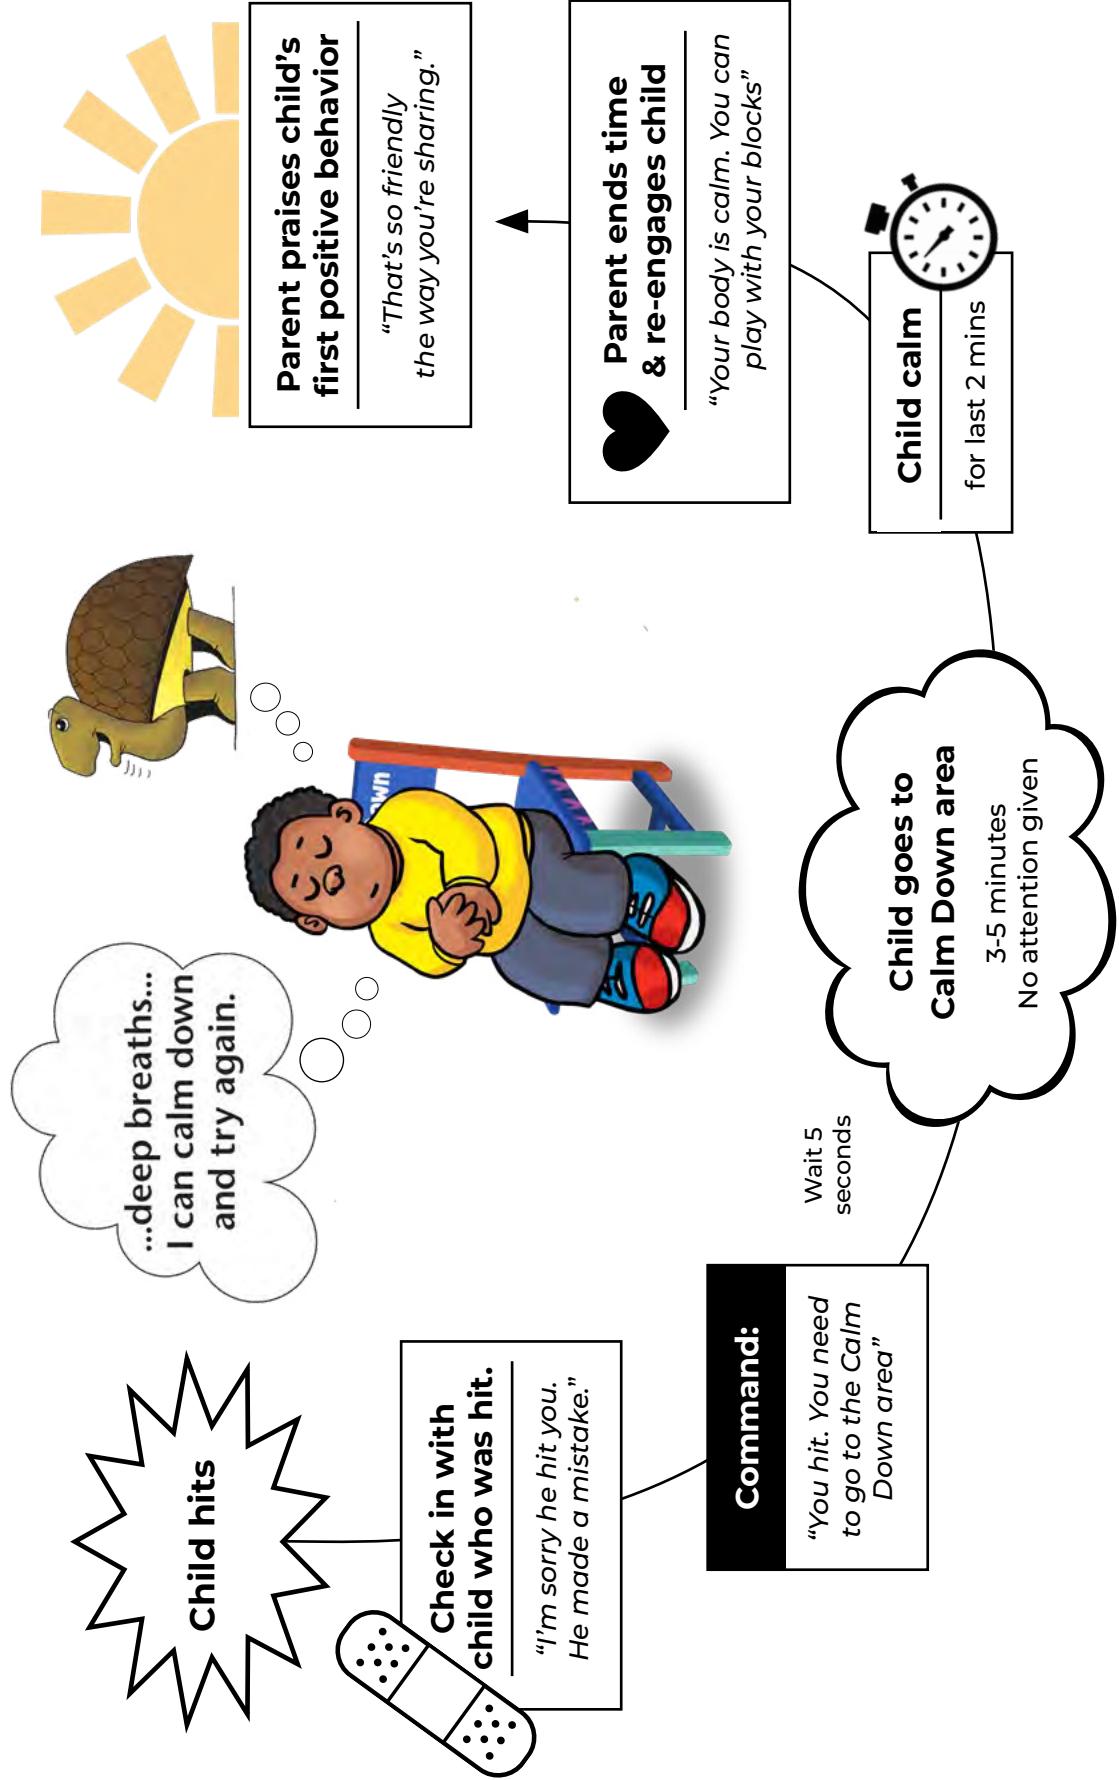 Child hits
Check in with
child who was hit.
“I’m sorry he hit you.
He made a mistake.”
Command:
“You hit. You need
to go to the Calm
Down area”
Wait 5
seconds
Child goes to
Calm Down area
3-5 minutes
No attention given
Child calm
for last 2 mins
Parent ends time
& re-engages child
“Your body is calm. You can
play with your blocks”
Parent praises child’s
first positive behavior
“That’s so friendly
the way you’re sharing.”
...deep breaths...
I can calm down
and try again.
own